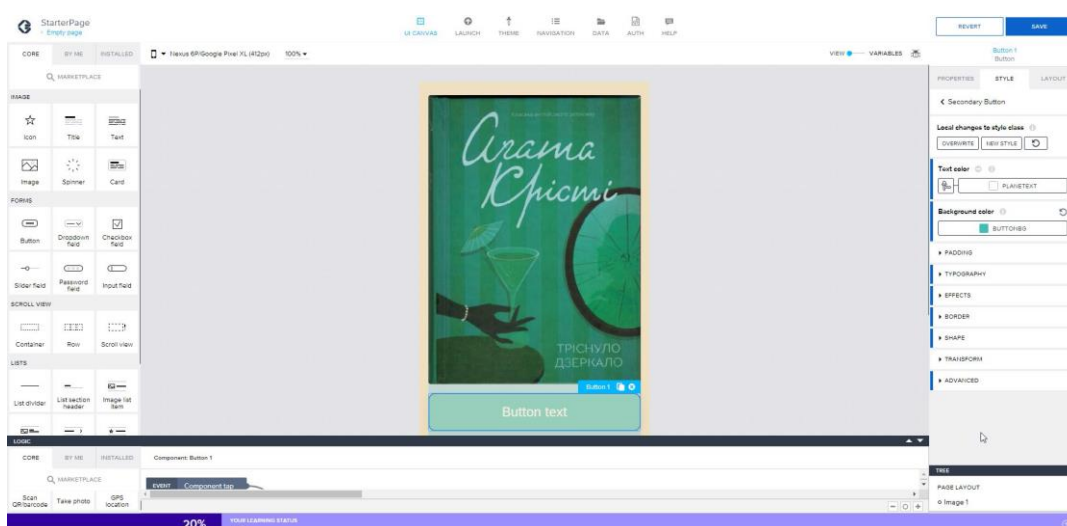 StarterPage
Empty page
UI CANVAS
LAUNCH
THEME
NAVIGATION
DATA
AUTH
HELP
REVERT
SAVE
CORE
BY ME
INSTALLED
Nexus 6P/Google Pixel XL (412px)
100%
VIEW
VARIABLES
Button 1
Button
MARKETPLACE
PROPERTIES
STYLE
LAYOUT
IMAGE
Icon
Title
Text
Image
Spinner
Card
FORMS
Button
Dropdown field
Checkbox field
Slider field
Password field
Input field
SCROLL VIEW
Container
Row
Scroll view
LISTS
List divider
List section header
Image list item
Агата
Крісті
ТРІСНУЛО
ДЗЕРКАЛО
Button 1
Button text
Secondary Button
Local changes to style class
OVERWRITE
NEW STYLE
Text color
PLANETEXT
Background color
BUTTONBG
PADDING
TYPOGRAPHY
EFFECTS
BORDER
SHAPE
TRANSFORM
ADVANCED
LOGIC
CORE
BY ME
INSTALLED
Component: Button 1
MARKETPLACE
EVENT
Component tap
Scan QR/barcode
Take photo
GPS location
TREE
PAGE LAYOUT
Image 1
20%
YOUR LEARNING STATUS